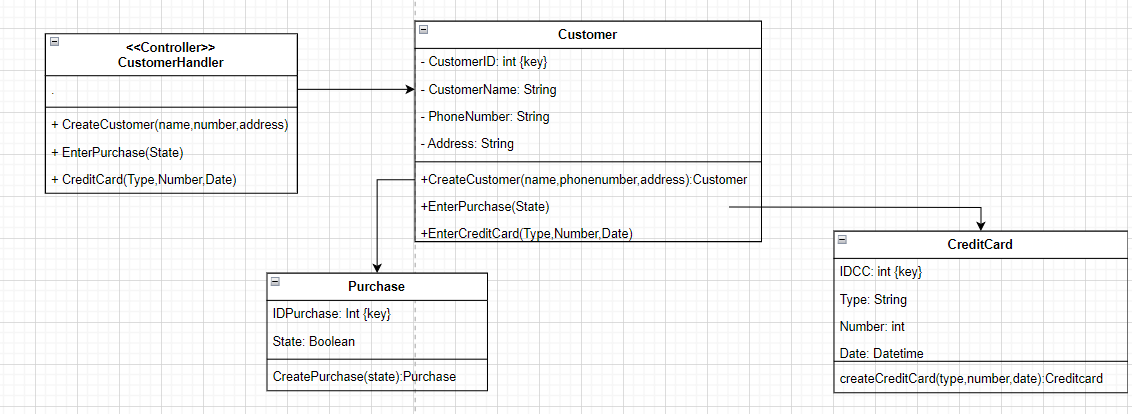 <<Controller>>
CustomerHandler
.
+ CreateCustomer(name,number,address)
+ EnterPurchase(State)
+ CreditCard(Type,Number,Date)
Customer
- CustomerID: int {key}
- CustomerName: String
- PhoneNumber: String
- Address: String
+CreateCustomer(name,phonenumber,address):Customer
+EnterPurchase(State)
+EnterCreditCard(Type,Number,Date)
Purchase
IDPurchase: Int {key}
State: Boolean
CreatePurchase(state):Purchase
CreditCard
IDCC: int {key}
Type: String
Number: int
Date: Datetime
createCreditCard(type,number,date):Creditcard